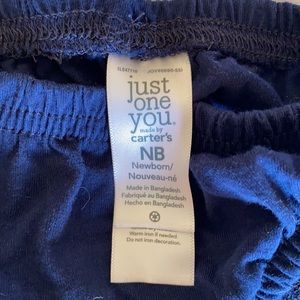 just
one
you.
made by
carter's
NB
Newborn/
Nouveau-né
Made in Bangladesh
Fabriqué au Bangladesh
Hecho en Bangladesh
Warm iron if needed.
Do not iron decoration.